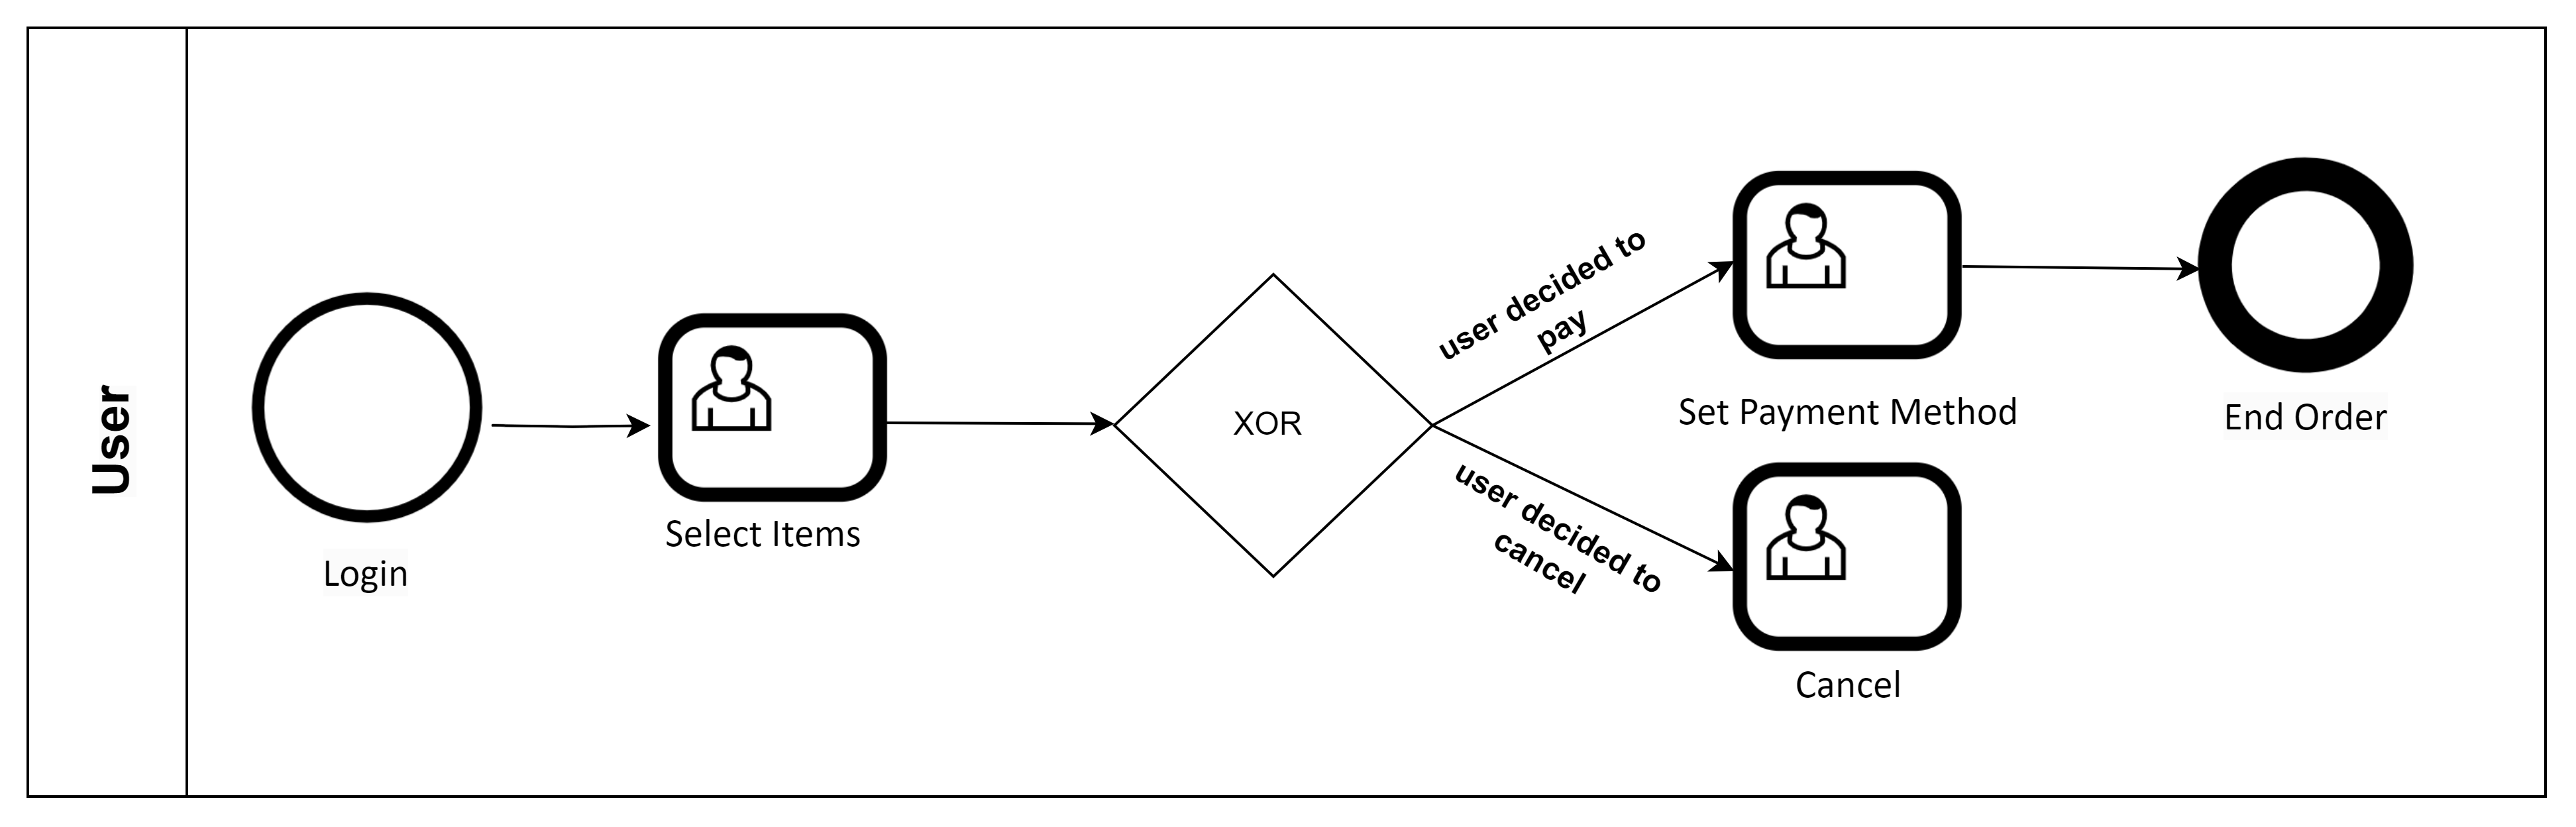 User
Login
Select Items
XOR
user decided to
pay
user decided to
cancel
Set Payment Method
Cancel
End Order